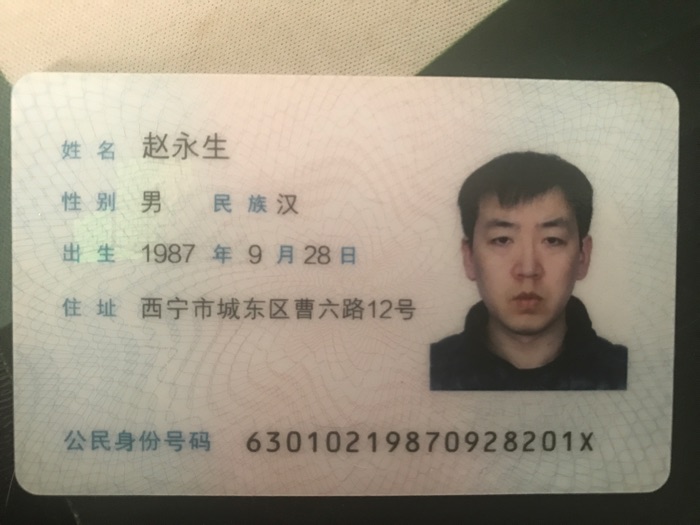 姓名 赵永生
性别 男 民族 汉
出生 1987 年 9 月 28 日
住址 西宁市城东区曹六路12号
公民身份号码 63010219870928201X